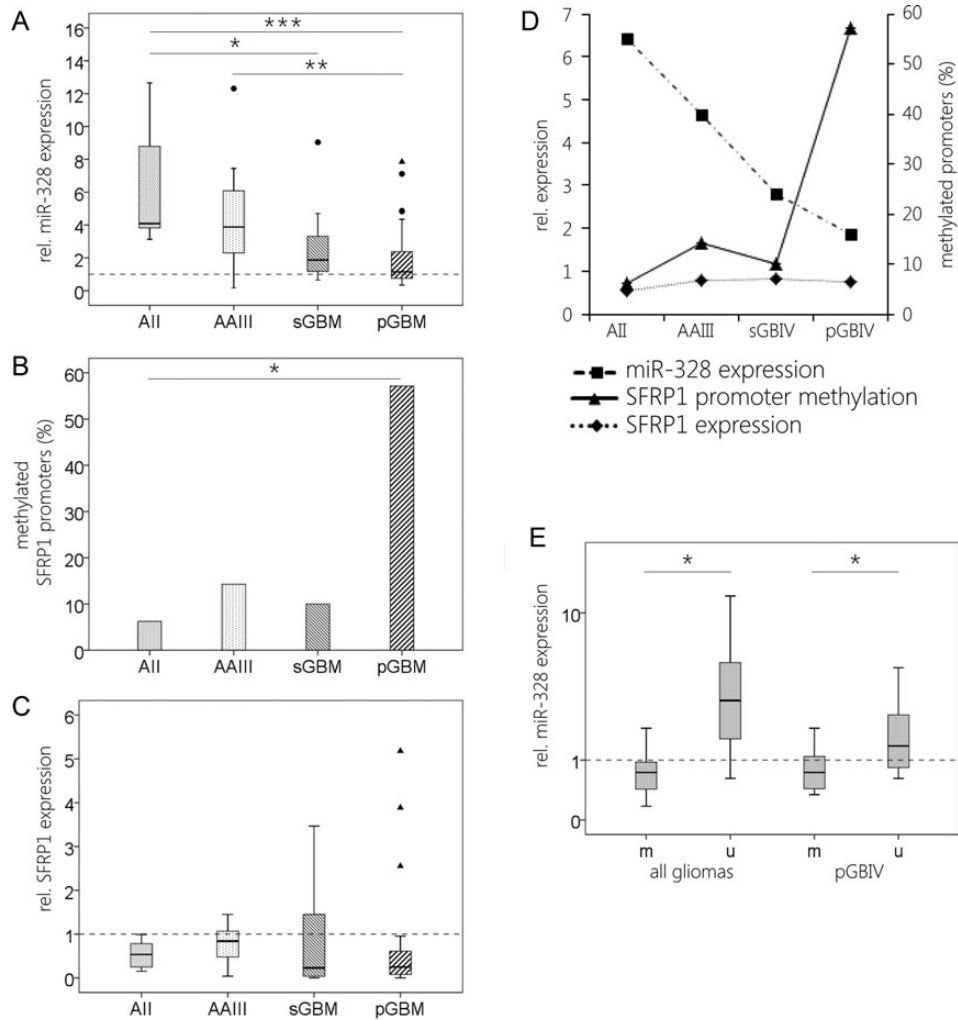 A
***
*
**
16
14
12
10
8
6
4
2
0
rel. miR-328 expression
AII AAIII sGBM pGBM
B
*
60
50
40
30
20
10
0
methylated
SFRP1 promoters (%)
AII AAIII sGBM pGBM
C
6
5
4
3
2
1
0
rel. SFRP1 expression
AII AAIII sGBM pGBM
D
7
6
5
4
3
2
1
0
rel. expression
60
50
40
30
20
10
0
methylated promoters (%)
AII AAIII sGBIV pGBIV
miR-328 expression
SFRP1 promoter methylation
SFRP1 expression
E
* *
10
1
0
rel. miR-328 expression
m u m u
all gliomas pGBIV